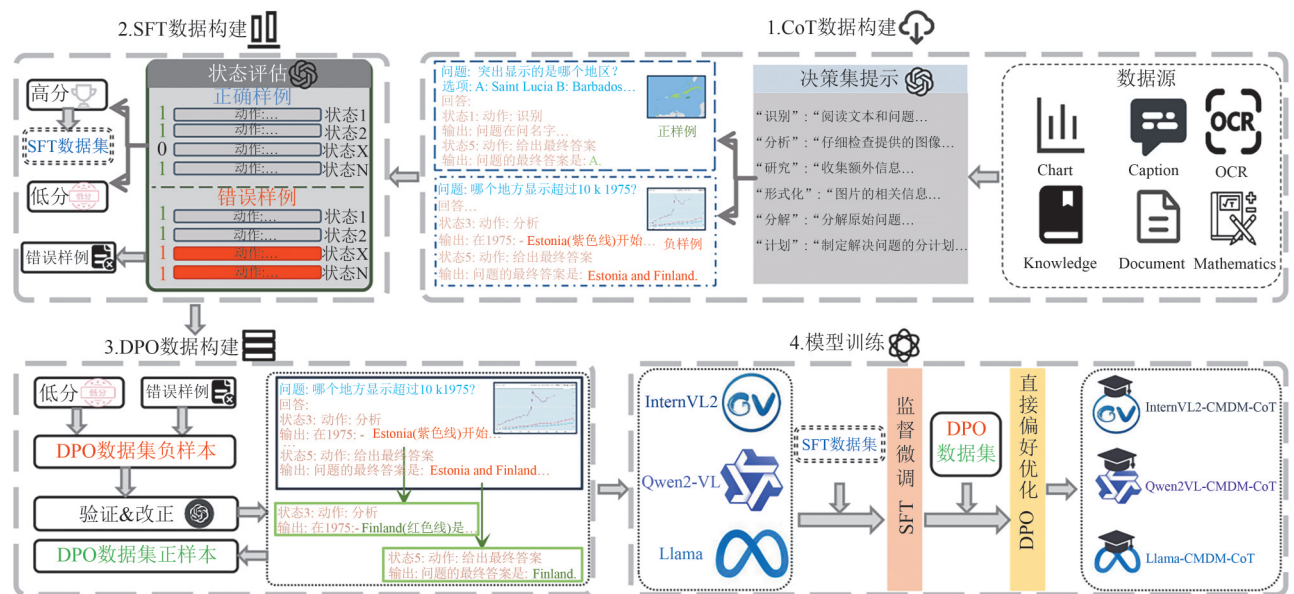 2.SFT数据构建
1.CoT数据构建
高分
SFT数据集
低分
低分
错误样例
状态评估
正确样例
1 动作:... 状态1
1 动作:... 状态2
0 动作:... 状态X
1 动作:... 状态N
错误样例
1 动作:... 状态1
1 动作:... 状态2
1 动作:... 状态X
1 动作:... 状态N
问题: 突出显示的是哪个地区?
选项: A: Saint Lucia B: Barbados...
回答:
状态1: 动作: 识别
输出: 问题在问名字...
状态5: 动作: 给出最终答案
输出: 问题的最终答案是: A.
正样例
问题: 哪个地方显示超过10 k 1975?
回答...
状态3: 动作: 分析
输出: 在1975: - Estonia(紫色线)开始...
状态5: 动作: 给出最终答案
输出: 问题的最终答案是: Estonia and Finland.
负样例
决策集提示
“识别”: “阅读文本和问题...
“分析”: “仔细检查提供的图像...
“研究”: “收集额外信息...
“形式化”: “图片的相关信息...
“分解”: “分解原始问题...
“计划”: “制定解决问题的分计划...
数据源
OCR
Chart
Caption
OCR
Knowledge
Document
Mathematics
3.DPO数据构建
低分
低分
错误样例
DPO数据集负样本
验证&改正
DPO数据集正样本
问题: 哪个地方显示超过10 k1975?
回答:
状态3: 动作: 分析
输出: 在1975: - Estonia(紫色线)开始...
...
状态5: 动作: 给出最终答案
输出: 问题的最终答案是: Estonia and Finland...
状态3: 动作: 分析
输出: 在1975:- Finland(红色线)是...
状态5: 动作: 给出最终答案
输出: 问题的最终答案是: Finland.
4.模型训练
InternVL2
Qwen2-VL
Llama
SFT数据集
SFT 监督微调
DPO
数据集
DPO 直接偏好优化
InternVL2-CMDM-CoT
Qwen2VL-CMDM-CoT
Llama-CMDM-CoT